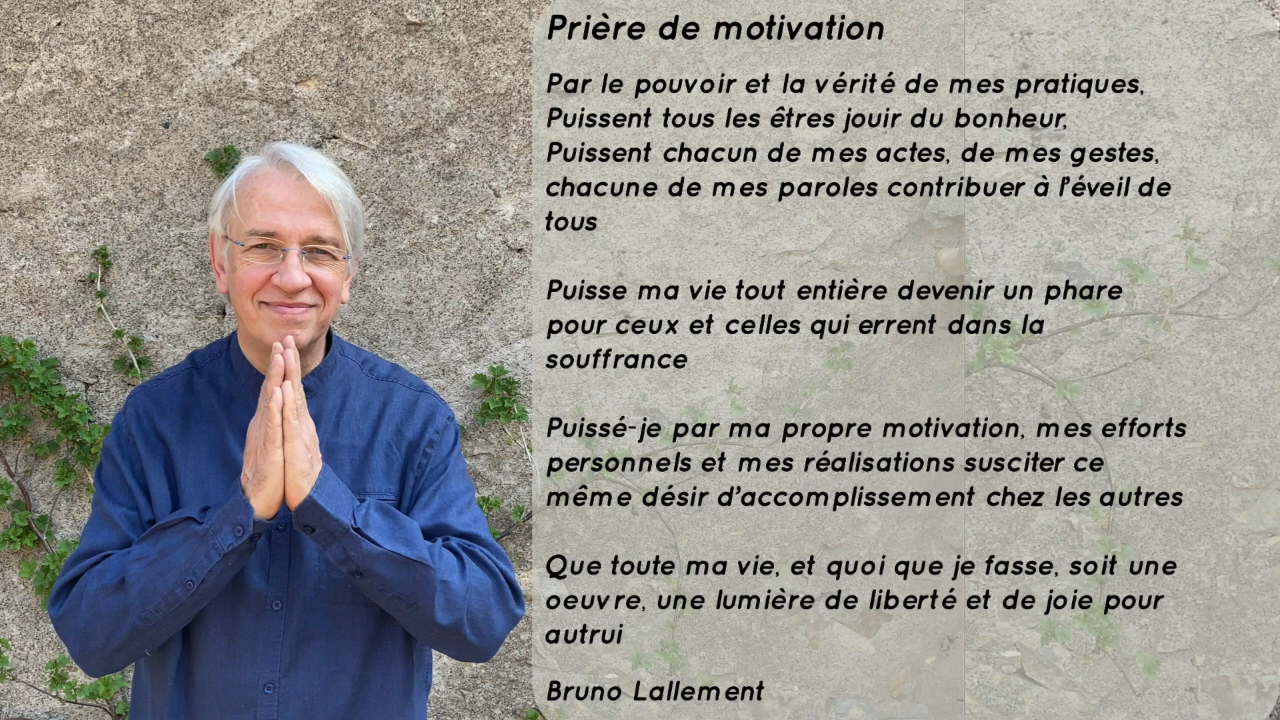 Prière de motivation
Par le pouvoir et la vérité de mes pratiques,
Puissent tous les êtres jouir du bonheur,
Puissent chacun de mes actes, de mes gestes,
chacune de mes paroles contribuer à l'éveil de
tous
Puisse ma vie tout entière devenir un phare
pour ceux et celles qui errent dans la
souffrance
Puissé-je par ma propre motivation, mes efforts
personnels et mes réalisations susciter ce
même désir d'accomplissement chez les autres
Que toute ma vie, et quoi que je fasse, soit une
oeuvre, une lumière de liberté et de joie pour
autrui
Bruno Lallement